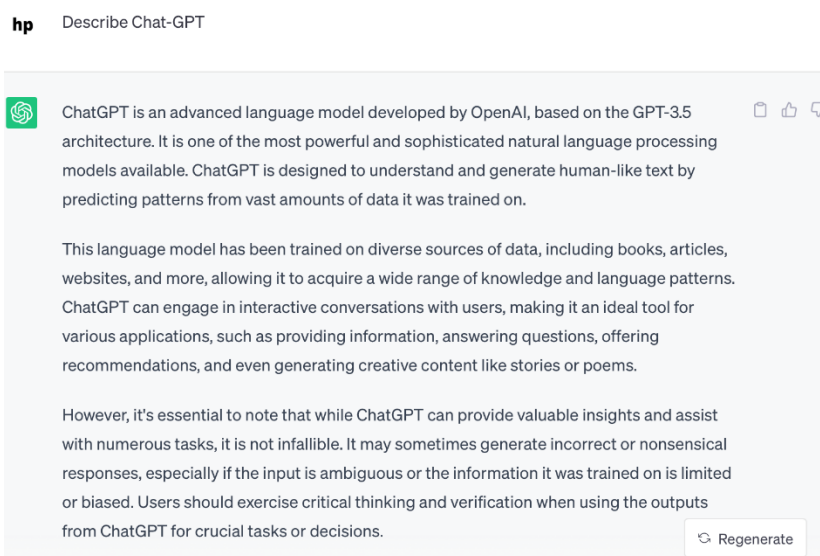 hp
Describe Chat-GPT
ChatGPT is an advanced language model developed by OpenAI, based on the GPT-3.5
architecture. It is one of the most powerful and sophisticated natural language processing
models available. ChatGPT is designed to understand and generate human-like text by
predicting patterns from vast amounts of data it was trained on.
This language model has been trained on diverse sources of data, including books, articles,
websites, and more, allowing it to acquire a wide range of knowledge and language patterns.
ChatGPT can engage in interactive conversations with users, making it an ideal tool for
various applications, such as providing information, answering questions, offering
recommendations, and even generating creative content like stories or poems.
However, it's essential to note that while ChatGPT can provide valuable insights and assist
with numerous tasks, it is not infallible. It may sometimes generate incorrect or nonsensical
responses, especially if the input is ambiguous or the information it was trained on is limited
or biased. Users should exercise critical thinking and verification when using the outputs
from ChatGPT for crucial tasks or decisions.
Regenerate